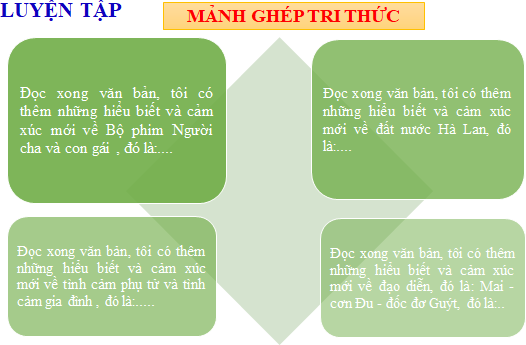 LUYỆN TẬP
MẢNH GHÉP TRI THỨC
Đọc xong văn bản, tôi có
thêm những hiểu biết và cảm
xúc mới về Bộ phim Người
cha và con gái , đó là:....
Đọc xong văn bản, tôi có thêm
những hiểu biết và cảm xúc
mới về đất nước Hà Lan, đó
là:....
Đọc xong văn bản, tôi có thêm
những hiểu biết và cảm xúc
mới về tình cảm phụ tử và tình
cảm gia đình , đó là:.....
Đọc xong văn bản, tôi có thêm
những hiểu biết và cảm xúc
mới về đạo diễn, đó là: Mai -
cơn Đu - đốc đơ Guýt, đó là:..